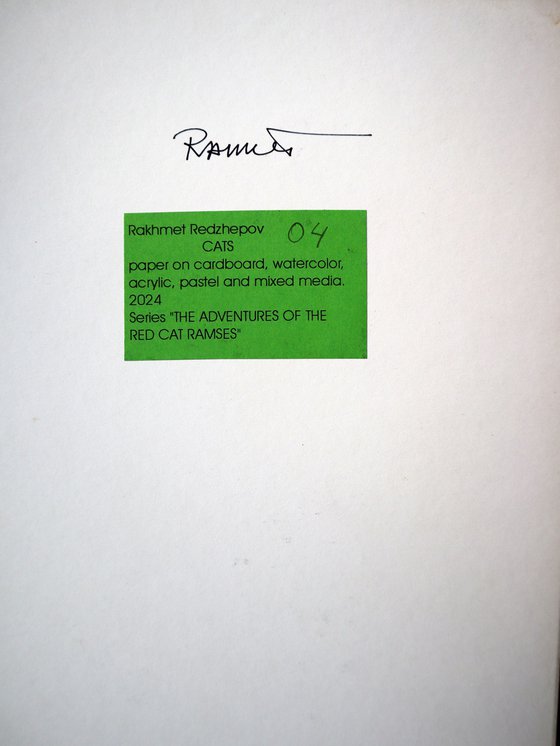 Rakhmet Redzhepov 04
CATS
paper on cardboard, watercolor,
acrylic, pastel and mixed media.
2024
Series "THE ADVENTURES OF THE
RED CAT RAMSES"